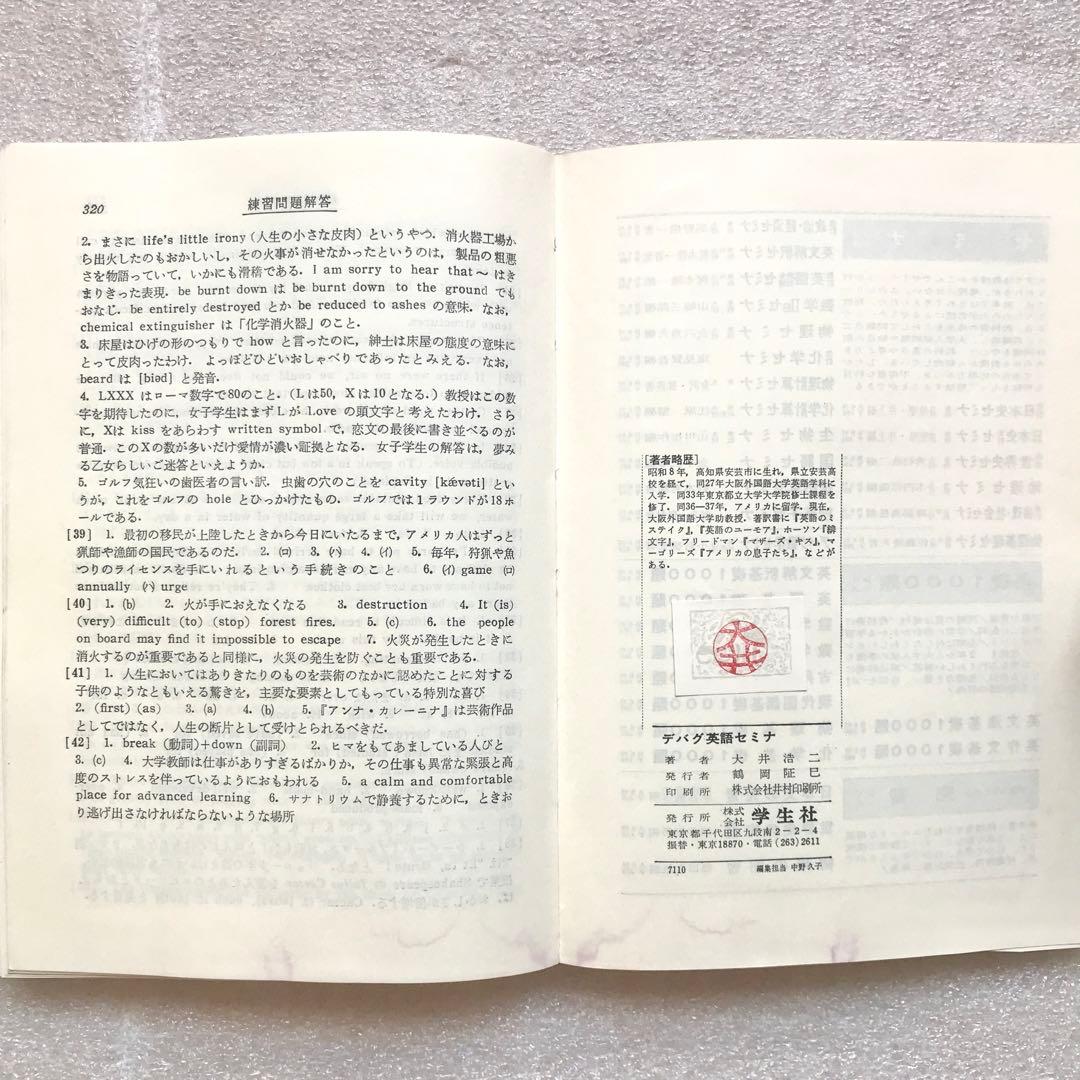 320
練習問題解答
2. まさに life's little irony (人生の小さな皮肉) というやつ. 消火器工場か
ら出火したのもおかしいし, その火事が消せなかったというのは, 製品の粗悪
さを物語っていて, いかにも滑稽である. I am sorry to hear that～ はき
まりきった表現. be burnt down は be burnt down to the ground でも
おなじ. be entirely destroyed とか be reduced to ashes の意味. なお,
chemical extinguisher は「化学消火器」のこと.
3. 床屋はひげの形のつもりで how と言ったのに, 紳士は床屋の態度の意味に
とって皮肉ったわけ. よっぽどひどいおしゃべりであったとみえる. なお,
beard は [biəd] と発音.
4. LXXX はローマ数字で80のこと. (Lは50, Xは10となる.) 教授はこの数
字を期待したのに, 女子学生はまずLが Love の頭文字と考えたわけ. さら
に, Xは kiss をあらわす written symbol で, 恋文の最後に書き並べるのが
普通. このXの数が多いだけ愛情が濃い証拠となる. 女子学生の解答は, 夢み
る乙女らしいご迷答といえようか.
5. ゴルフ気狂いの歯医者の言い訳. 虫歯の穴のことを cavity [kǽvəti] とい
うが, これをゴルフの hole とひっかけたもの. ゴルフでは1ラウンドが18ホ
ールである.
[39] 1. 最初の移民が上陸したときから今日にいたるまで, アメリカ人はずっと
猟師や漁師の国民であるのだ. 2. (ロ) 3. (ハ) 4. (イ) 5. 毎年, 狩猟や魚
つりのライセンスを手にいれるという手続きのこと 6. (イ) game (ロ)
annually (ハ) urge
[40] 1. (b) 2. 火が手におえなくなる 3. destruction 4. It (is)
(very) difficult (to) (stop) forest fires. 5. (c) 6. the people
on board may find it impossible to escape. 7. 火災が発生したときに
消火するのが重要であると同様に, 火災の発生を防ぐことも重要である.
[41] 1. 人生においてはありきたりのものを芸術のなかに認めたことに対する
子供のようなともいえる驚きを, 主要な要素としてもっている特別な喜び
2. (first) (as) 3. (a) 4. (b) 5. 『アンナ・カレーニナ』は芸術作品
としてではなく, 人生の断片として受けとられるべきだ.
[42] 1. break (動詞)+down (副詞) 2. ヒマをもてあましている人びと
3. (c) 4. 大学教師は仕事がありすぎるばかりか, その仕事も異常な緊張と高
度のストレスを伴っているようにおもわれる 5. a calm and comfortable
place for advanced learning 6. サナトリウムで静養するために, ときお
り逃げ出さなければならないような場所
[著者略歴]
昭和8年, 高知県安芸市に生れ, 県立安芸高
校を経て, 同27年大阪外国語大学英語学科に
入学. 同33年東京都立大学大学院修士課程を
修了. 同36—37年, アメリカに留学. 現在,
大阪外国語大学助教授. 著訳書に『英語のミ
ステイク』,『英語のユーモア』, ホーソン『緋
文字』, フリードマン『マザーズ・キス』, マ
ーゴリーズ『アメリカの息子たち』, などが
ある.
大井
デバグ英語セミナ
著者 大井浩二
発行者 鶴岡阷巳
印刷所 株式会社井村印刷所
発行所 株式会社 学生社
東京都千代田区九段南2-2-4
振替・東京18870・電話(263)2611
7110 編集担当 中野久子